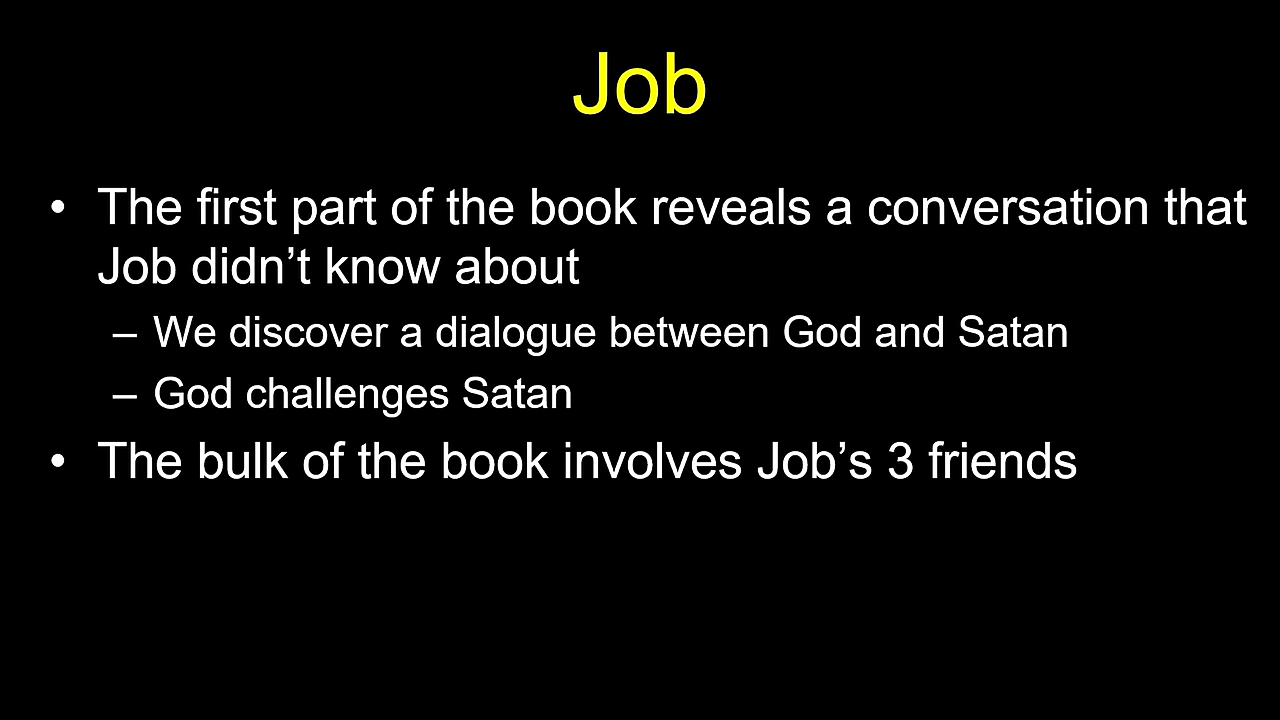 Job
• The first part of the book reveals a conversation that
Job didn’t know about
– We discover a dialogue between God and Satan
– God challenges Satan
• The bulk of the book involves Job’s 3 friends